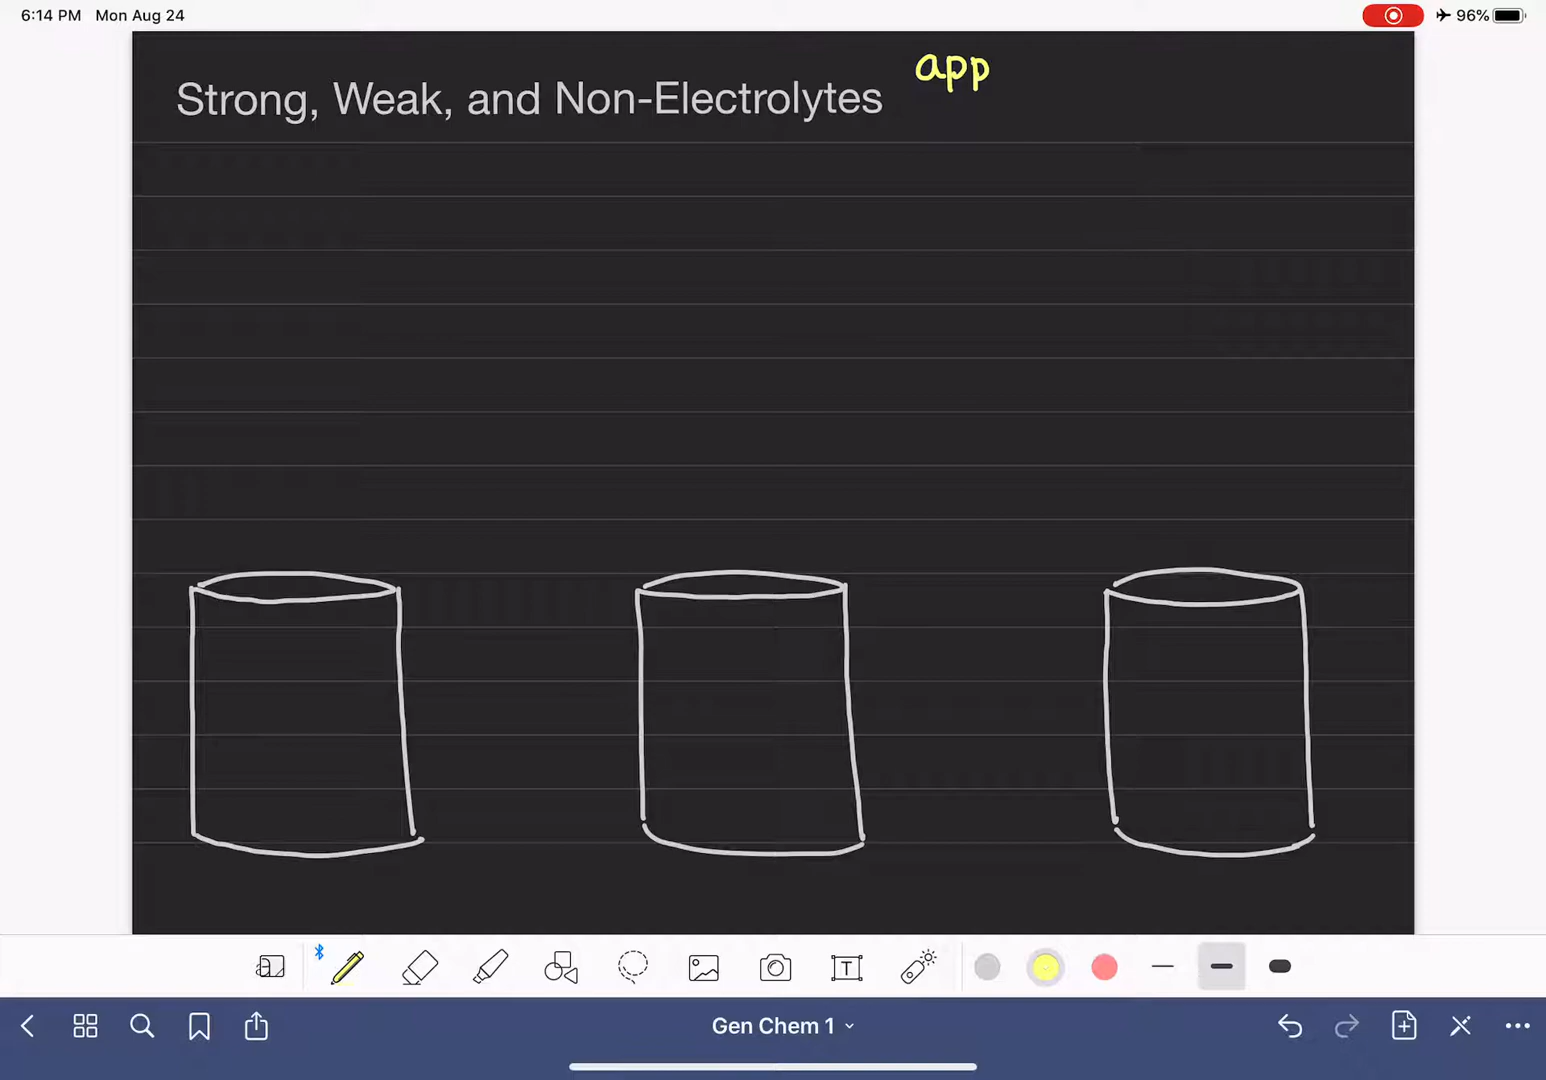 6:14 PM Mon Aug 24
96%
app
Strong, Weak, and Non-Electrolytes
T
Gen Chem 1